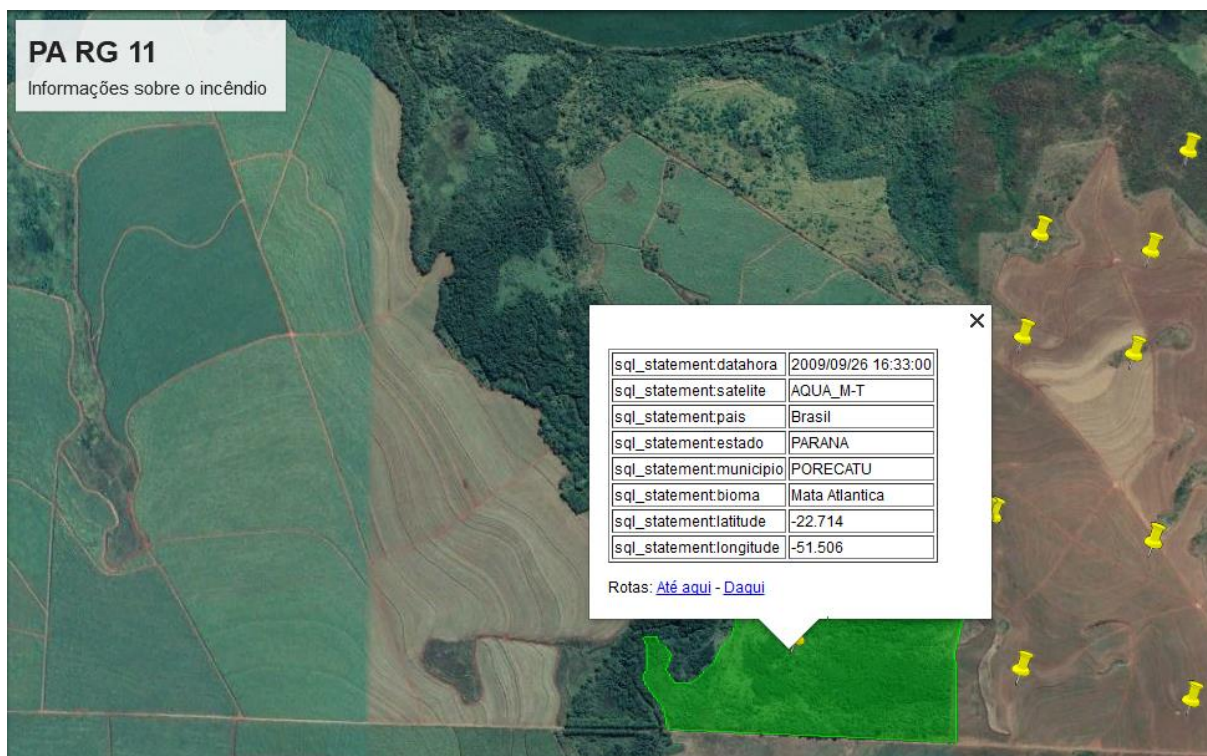 PA RG 11
Informações sobre o incêndio
sql_statement:datahora 2009/09/26 16:33:00
sql_statement:satelite AQUA_M-T
sql_statement:pais Brasil
sql_statement:estado PARANA
sql_statement:municipio PORECATU
sql_statement:bioma Mata Atlantica
sql_statement:latitude -22.714
sql_statement:longitude -51.506
Rotas: Até aqui - Daqui